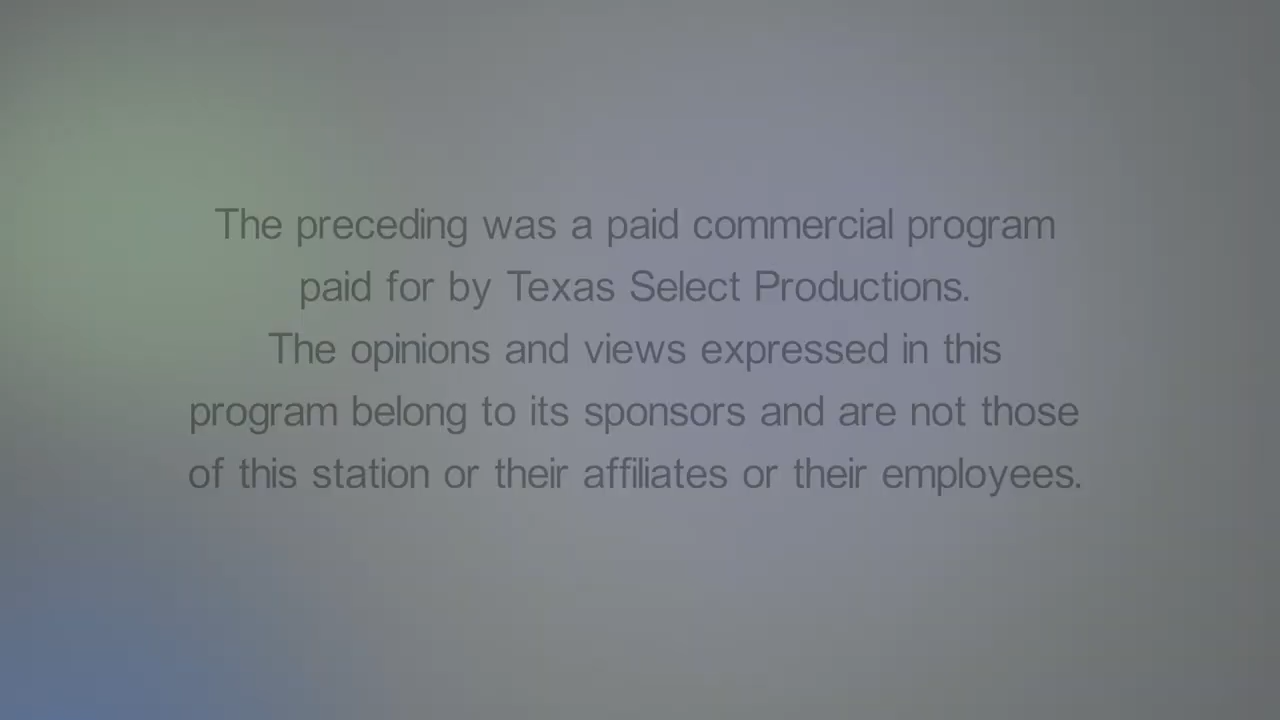 The preceding was a paid commercial program
paid for by Texas Select Productions.
The opinions and views expressed in this
program belong to its sponsors and are not those
of this station or their affiliates or their employees.